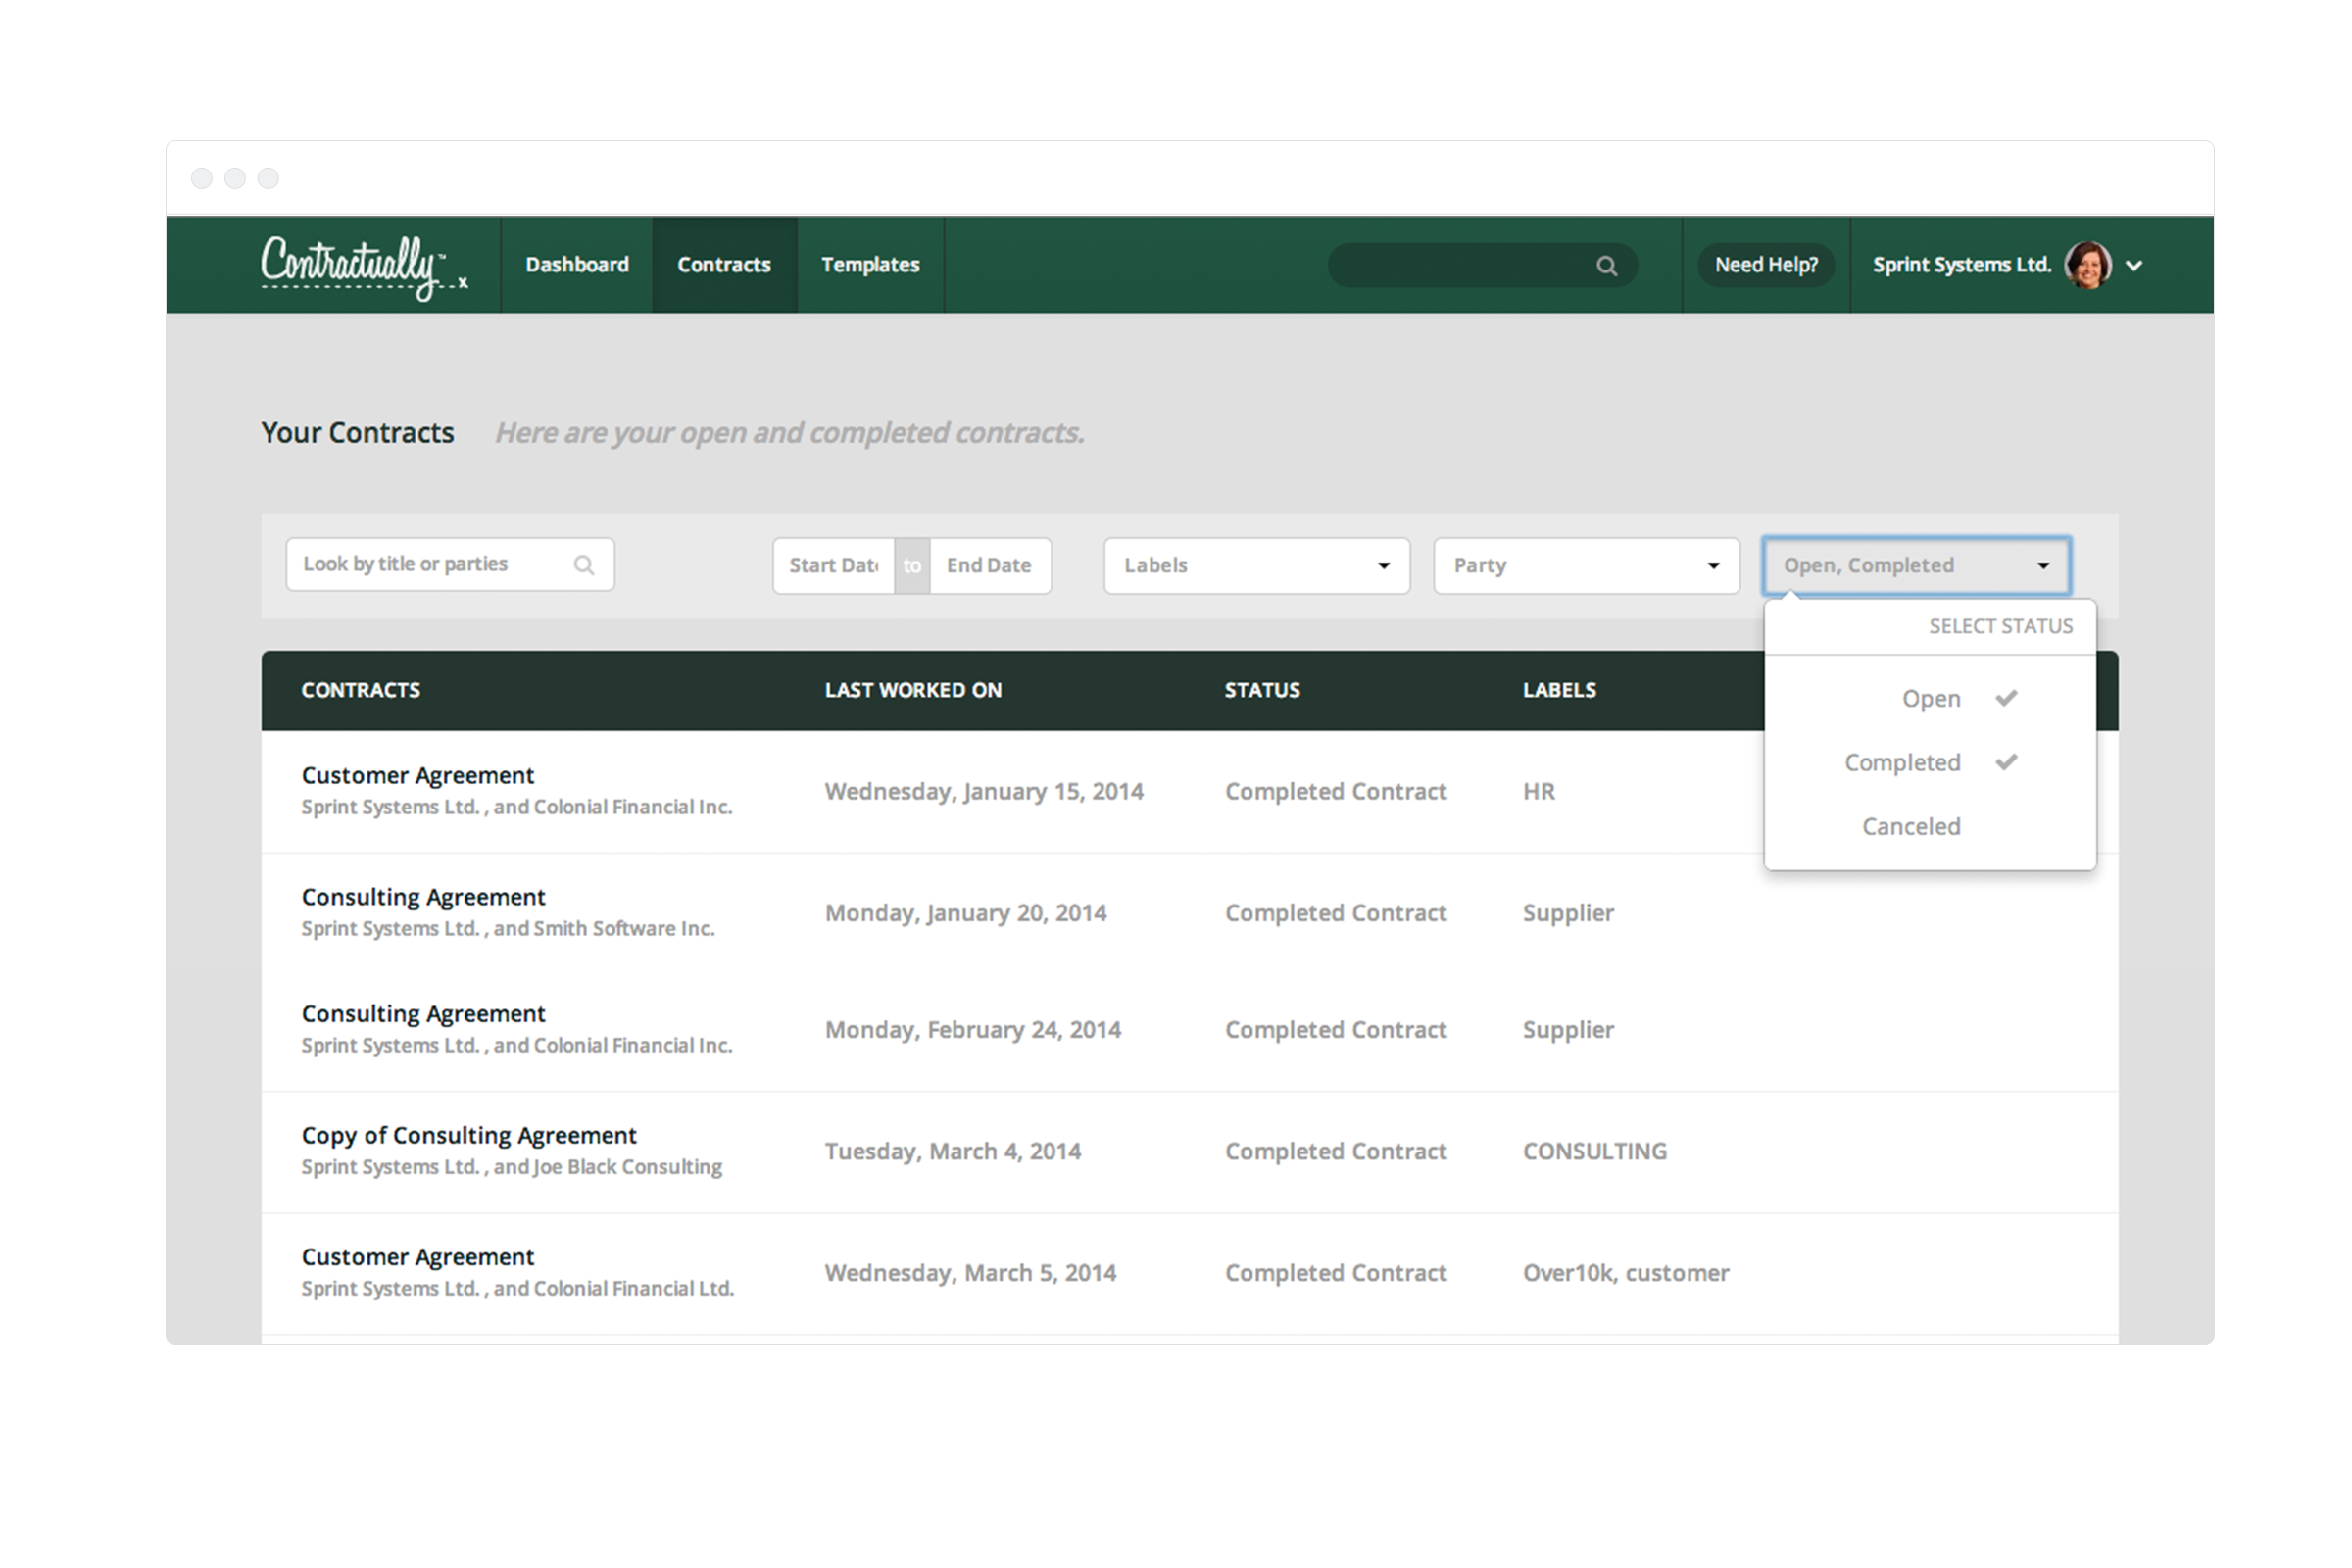 Contractually™ x
Dashboard
Contracts
Templates
Need Help?
Sprint Systems Ltd.
Your Contracts
Here are your open and completed contracts.
Look by title or parties
Start Dat
to
End Date
Labels
Party
Open, Completed
SELECT STATUS
Open
Completed
Canceled
CONTRACTS
LAST WORKED ON
STATUS
LABELS
Customer Agreement
Sprint Systems Ltd. , and Colonial Financial Inc.
Wednesday, January 15, 2014
Completed Contract
HR
Consulting Agreement
Sprint Systems Ltd. , and Smith Software Inc.
Monday, January 20, 2014
Completed Contract
Supplier
Consulting Agreement
Sprint Systems Ltd. , and Colonial Financial Inc.
Monday, February 24, 2014
Completed Contract
Supplier
Copy of Consulting Agreement
Sprint Systems Ltd. , and Joe Black Consulting
Tuesday, March 4, 2014
Completed Contract
CONSULTING
Customer Agreement
Sprint Systems Ltd. , and Colonial Financial Ltd.
Wednesday, March 5, 2014
Completed Contract
Over10k, customer